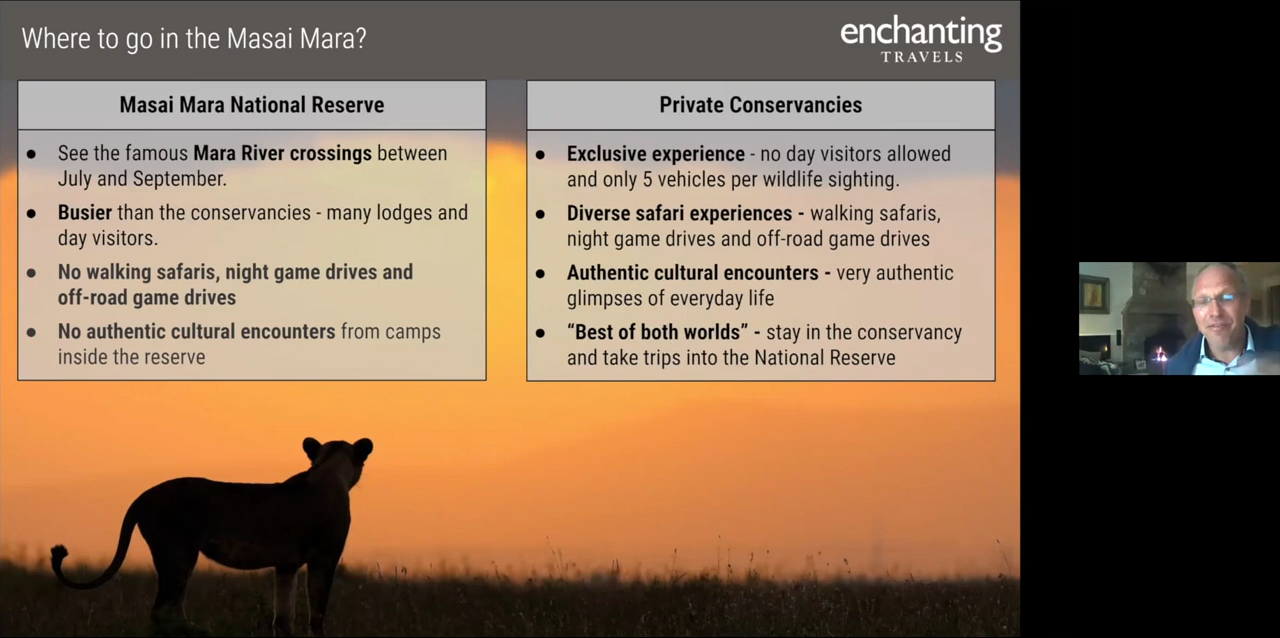 Where to go in the Masai Mara?
enchanting
TRAVELS
Masai Mara National Reserve
● See the famous Mara River crossings between
July and September.
● Busier than the conservancies - many lodges and
day visitors.
● No walking safaris, night game drives and
off-road game drives
● No authentic cultural encounters from camps
inside the reserve
Private Conservancies
● Exclusive experience - no day visitors allowed
and only 5 vehicles per wildlife sighting.
● Diverse safari experiences - walking safaris,
night game drives and off-road game drives
● Authentic cultural encounters - very authentic
glimpses of everyday life
● “Best of both worlds” - stay in the conservancy
and take trips into the National Reserve